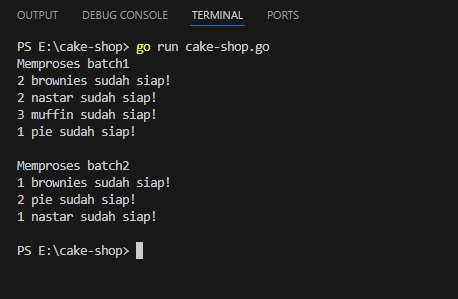 OUTPUT DEBUG CONSOLE TERMINAL PORTS
PS E:\cake-shop> go run cake-shop.go
Memproses batch1
2 brownies sudah siap!
2 nastar sudah siap!
3 muffin sudah siap!
1 pie sudah siap!
Memproses batch2
1 brownies sudah siap!
2 pie sudah siap!
1 nastar sudah siap!
PS E:\cake-shop>